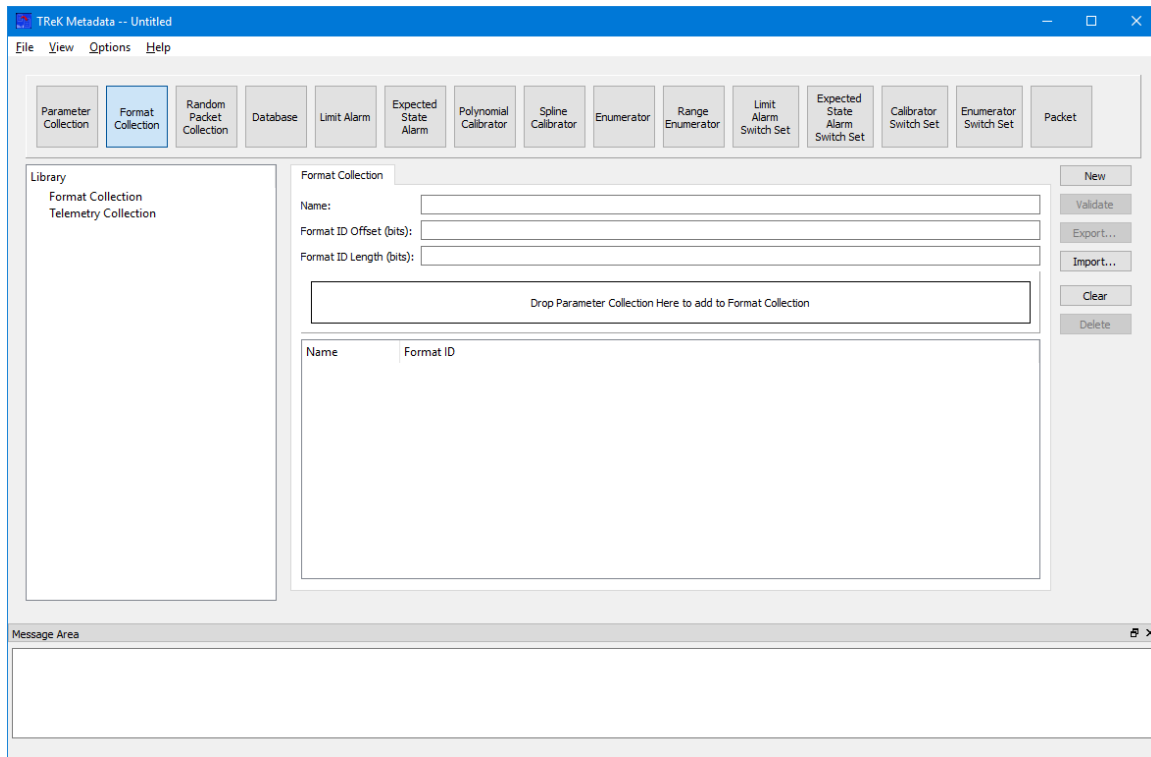 TReK Metadata -- Untitled
File View Options Help
Parameter Collection
Format Collection
Random Packet Collection
Database
Limit Alarm
Expected State Alarm
Polynomial Calibrator
Spline Calibrator
Enumerator
Range Enumerator
Limit Alarm Switch Set
Expected State Alarm Switch Set
Calibrator Switch Set
Enumerator Switch Set
Packet
Library
Format Collection
Telemetry Collection
Format Collection
Name:
Format ID Offset (bits):
Format ID Length (bits):
Drop Parameter Collection Here to add to Format Collection
Name Format ID
New
Validate
Export...
Import...
Clear
Delete
Message Area